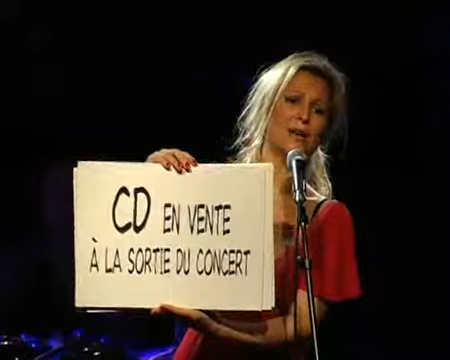 CD EN VENTE
À LA SORTIE DU CONCERT